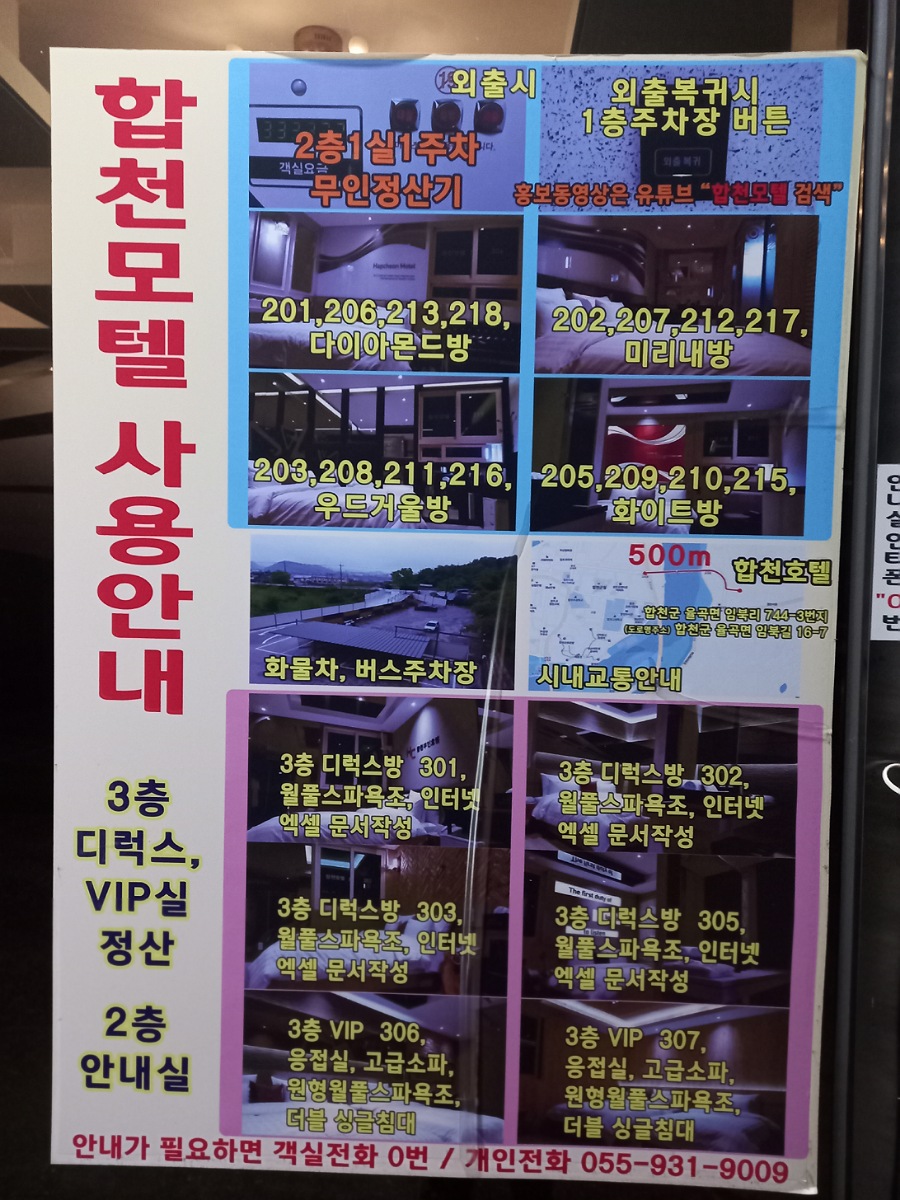 합천모텔 사용안내
3층
디럭스,
VIP실
정산
2층
안내실
외출시
객실요금
2층1실1주차
무인정산기
외출복귀시
1층주차장 버튼
외출 복귀
홍보동영상은 유튜브 “합천모텔 검색”
Hapcheon Motel
201,206,213,218,
다이아몬드방
202,207,212,217,
미리내방
203,208,211,216,
우드거울방
205,209,210,215,
화이트방
화물차, 버스주차장
500m
합천호텔
합천군 율곡면 임북리 744-3번지
(도로명주소) 합천군 율곡면 임북길 16-7
시내교통안내
3층 디럭스방 301,
월풀스파욕조, 인터넷
엑셀 문서작성
3층 디럭스방 302,
월풀스파욕조, 인터넷
엑셀 문서작성
3층 디럭스방 303,
월풀스파욕조, 인터넷
엑셀 문서작성
The first duty of
3층 디럭스방 305,
is listen
월풀스파욕조, 인터넷
엑셀 문서작성
3층 VIP 306,
응접실, 고급소파,
원형월풀스파욕조,
더블 싱글침대
3층 VIP 307,
응접실, 고급소파,
원형월풀스파욕조,
더블 싱글침대
안내가 필요하면 객실전화 0번 / 개인전화 055-931-9009